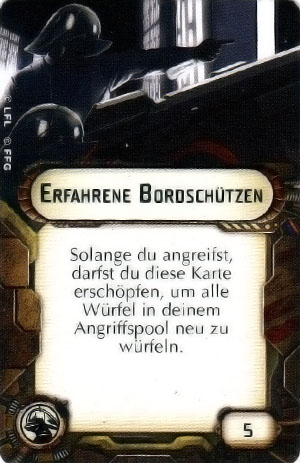 © LFL © FFG
ERFAHRENE BORDSCHÜTZEN
Solange du angreifst,
darfst du diese Karte
erschöpfen, um alle
Würfel in deinem
Angriffspool neu zu
würfeln.
5